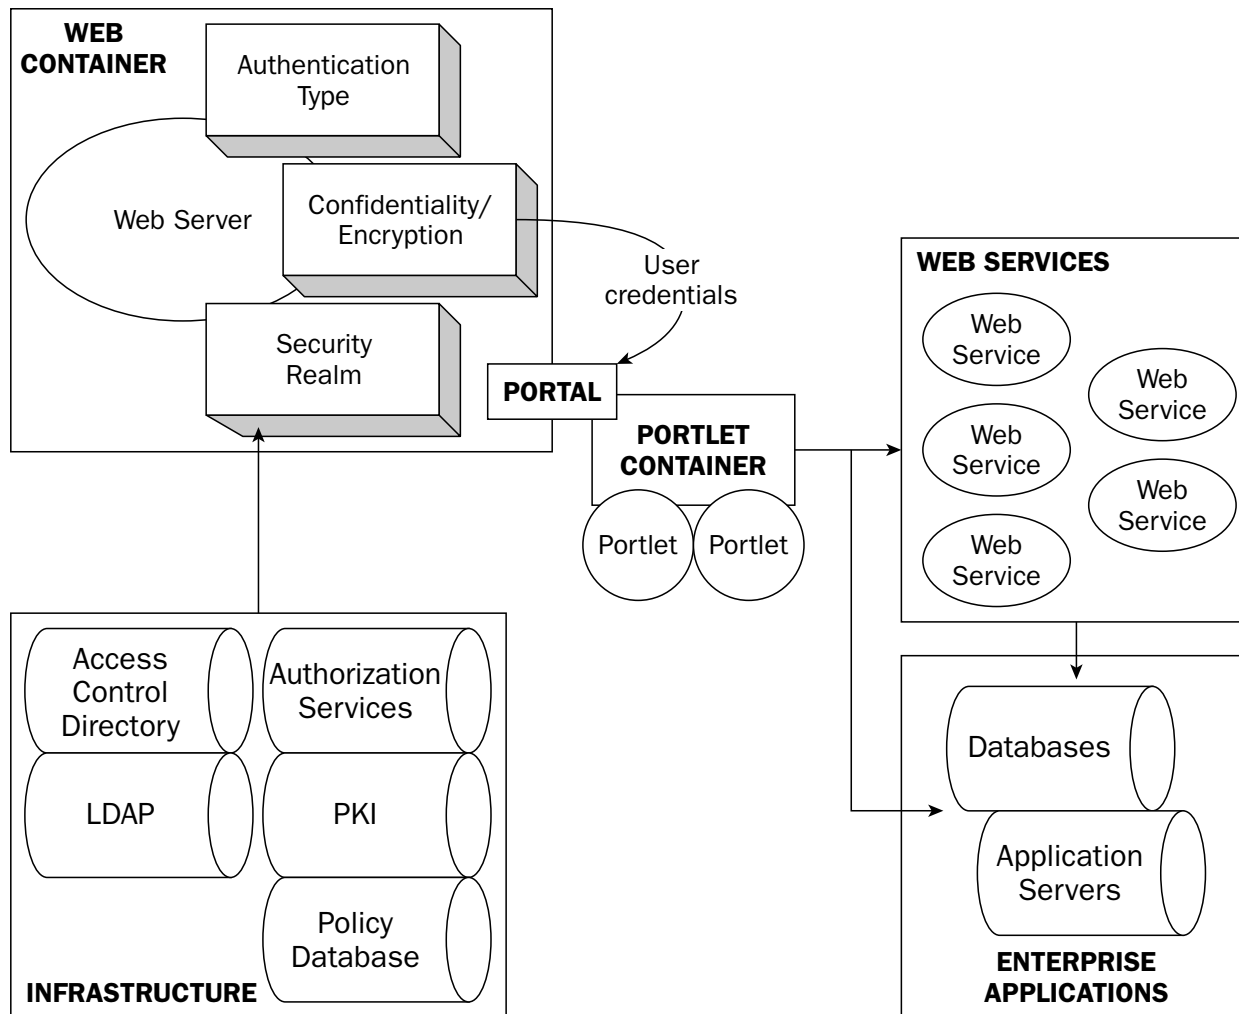 WEB
CONTAINER
Authentication
Type
Web Server
Confidentiality/
Encryption
User
credentials
Security
Realm
PORTAL
PORTLET
CONTAINER
Portlet
Portlet
WEB SERVICES
Web
Service
Web
Service
Web
Service
Web
Service
Web
Service
Access
Control
Directory
Authorization
Services
LDAP
PKI
Policy
Database
INFRASTRUCTURE
Databases
Application
Servers
ENTERPRISE
APPLICATIONS